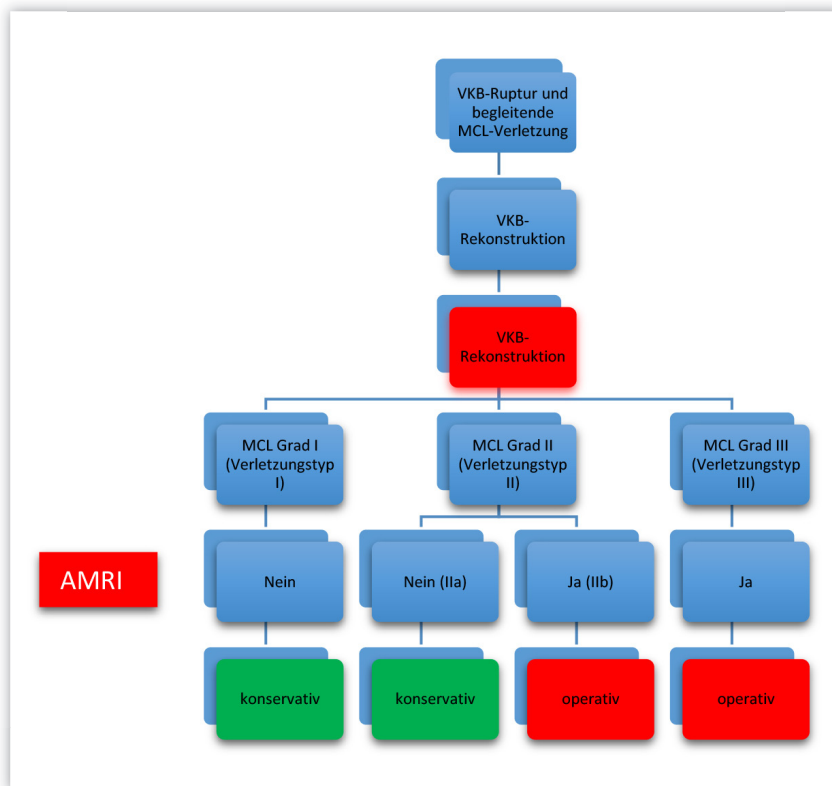 VKB-Ruptur und
begleitende
MCL-Verletzung
VKB-
Rekonstruktion
VKB-
Rekonstruktion
MCL Grad I
(Verletzungstyp
I)
MCL Grad II
(Verletzungstyp
II)
MCL Grad III
(Verletzungstyp
III)
AMRI
Nein
Nein (IIa)
Ja (IIb)
Ja
konservativ
konservativ
operativ
operativ